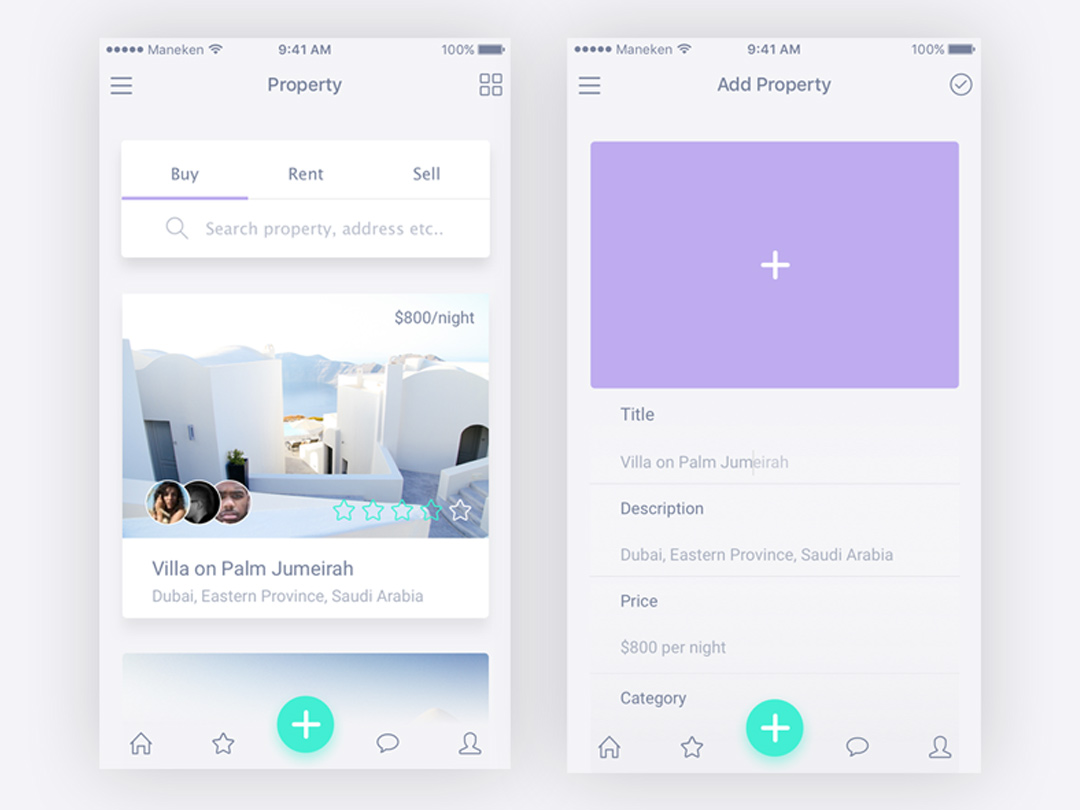 Maneken 9:41 AM 100%
Property
Buy Rent Sell
Search property, address etc..
$800/night
Villa on Palm Jumeirah
Dubai, Eastern Province, Saudi Arabia
Maneken 9:41 AM 100%
Add Property
Title
Villa on Palm Jumeirah
Description
Dubai, Eastern Province, Saudi Arabia
Price
$800 per night
Category